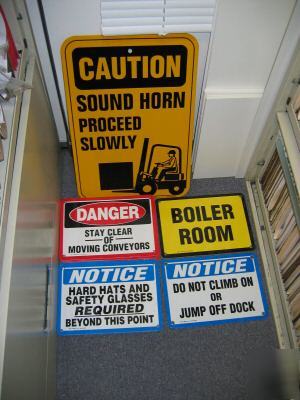 CAUTION
SOUND HORN
PROCEED
SLOWLY
DANGER
STAY CLEAR
OF
MOVING CONVEYORS
BOILER
ROOM
NOTICE
HARD HATS AND
SAFETY GLASSES
REQUIRED
BEYOND THIS POINT
NOTICE
DO NOT CLIMB ON
OR
JUMP OFF DOCK